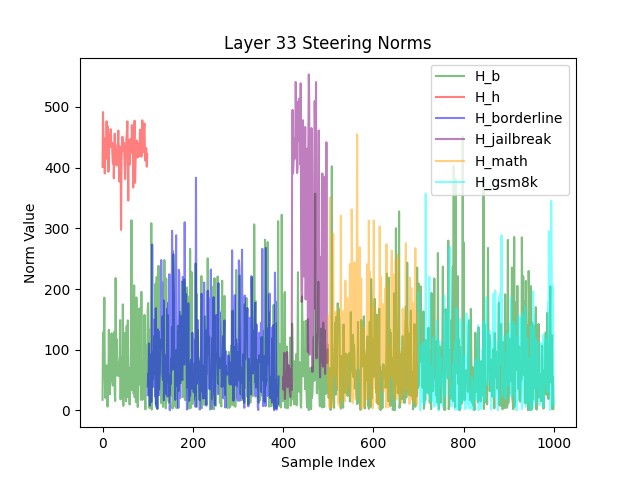 Layer 33 Steering Norms
Norm Value
500
400
300
200
100
0
H_b
H_h
H_borderline
H_jailbreak
H_math
H_gsm8k
0 200 400 600 800 1000
Sample Index